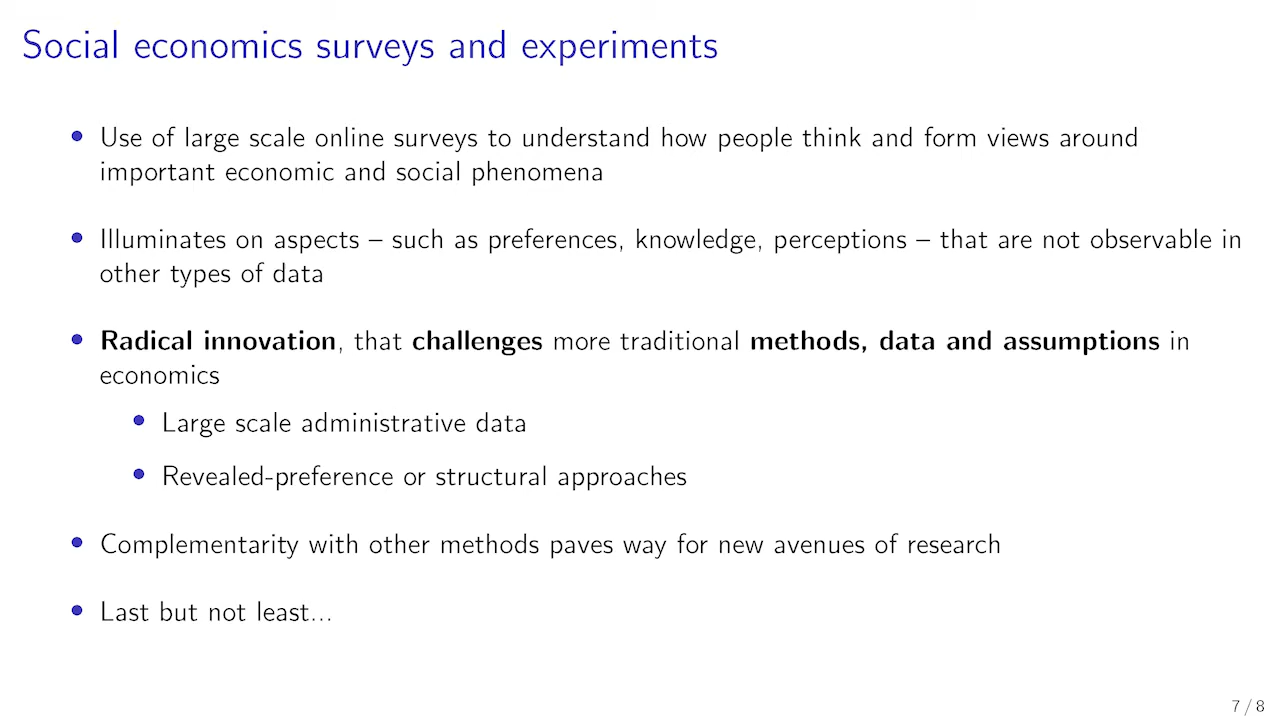 Social economics surveys and experiments
• Use of large scale online surveys to understand how people think and form views around
important economic and social phenomena
• Illuminates on aspects – such as preferences, knowledge, perceptions – that are not observable in
other types of data
• Radical innovation, that challenges more traditional methods, data and assumptions in
economics
• Large scale administrative data
• Revealed-preference or structural approaches
• Complementarity with other methods paves way for new avenues of research
• Last but not least...
7 / 8